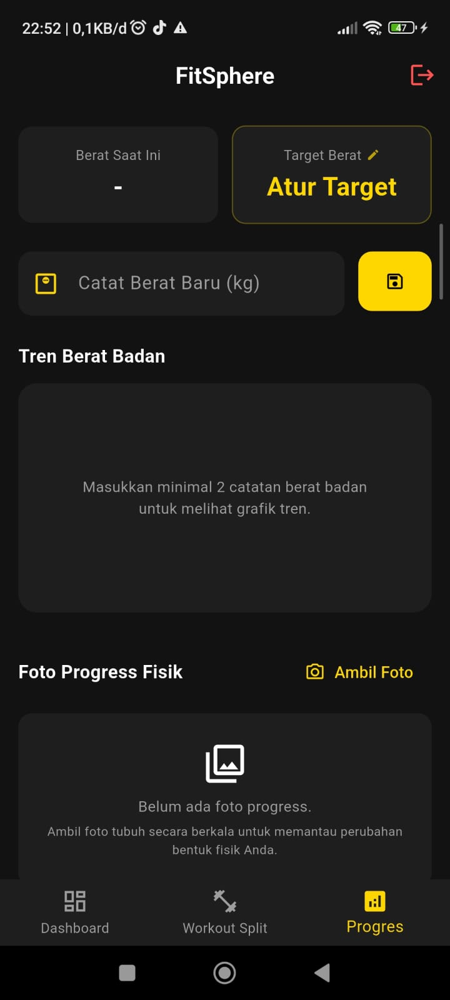 22:52 | 0,1KB/d
47
FitSphere
Berat Saat Ini
-
Target Berat
Atur Target
Catat Berat Baru (kg)
Tren Berat Badan
Masukkan minimal 2 catatan berat badan
untuk melihat grafik tren.
Foto Progress Fisik
Ambil Foto
Belum ada foto progress.
Ambil foto tubuh secara berkala untuk memantau perubahan
bentuk fisik Anda.
Dashboard
Workout Split
Progres